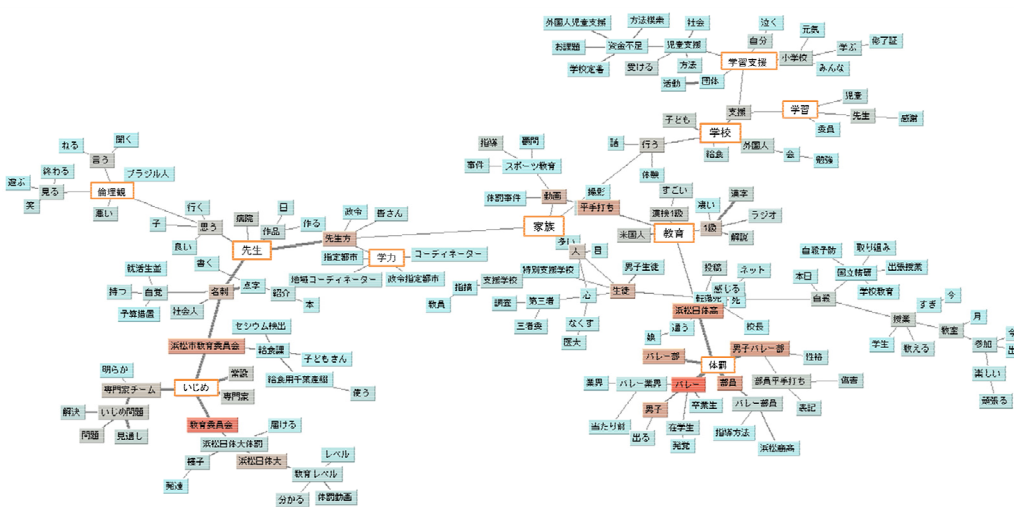 外国人児童支援
方法模索
社会
泣く
元気
お課題
資金不足
児童支援
自分
学ぶ
修了証
学校定着
受ける
方法
学習支援
小学校
みんな
活動
団体
学習
児童
支援
先生
感謝
子ども
委員
学校
給食
外国人
会
勉強
話
行う
体験
指導
事件
スポーツ教育
体罰事件
動画
撮影
平手打ち
家族
すごい
漢検1級
凄い
漢字
1級
ラジオ
解説
米国人
教育
ねる
聞く
言う
終わる
遊ぶ
見る
倫理観
ブラジル人
笑
悪い
行く
子
思う
病院
日
作品
作る
良い
先生
政令
皆さん
先生方
指定都市
学力
コーディネーター
地域コーディネーター
政令指定都市
書く
就活生差
持つ
自覚
名刺
点字
紹介
本
予算措置
社会人
人
目
特別支援学校
男子生徒
支援学校
指摘
教員
調査
第三者
心
生徒
三者委
なくす
医大
投稿
ネット
感じる
死
浜松日体高
校長
娘
違う
自殺予防
取り組み
本日
国立精研
出張授業
自殺
学校教育
すぎ
今
授業
月
学生
教える
教室
参加
楽しい
頑張る
セシウム検出
浜松市教育委員会
給食課
子どもさん
給食用千葉産鰯
使う
明らか
常設
専門家チーム
いじめ
専門家
解決
いじめ問題
問題
見通し
教育委員会
届ける
浜松日体大体罰
様子
浜松日体大
発達
レベル
教育レベル
分かる
体罰動画
男子バレー部
バレー部
体罰
性格
業界
バレー業界
バレー
部員
部員平手打ち
傷害
男子
卒業生
バレー部員
表記
当たり前
出る
在学生
発覚
指導方法
浜松商高